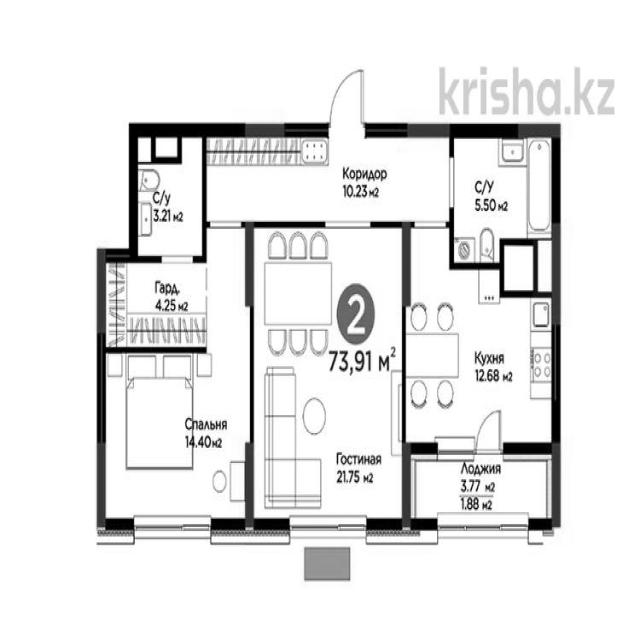 krisha.kz
С/У
3.21 м2
Коридор
10.23 м2
С/У
5.50 м2
Гард.
4.25 м2
2
73,91 м2
Кухня
12.68 м2
Спальня
14.40 м2
Гостиная
21.75 м2
Лоджия
3.77 м2
1.88 м2